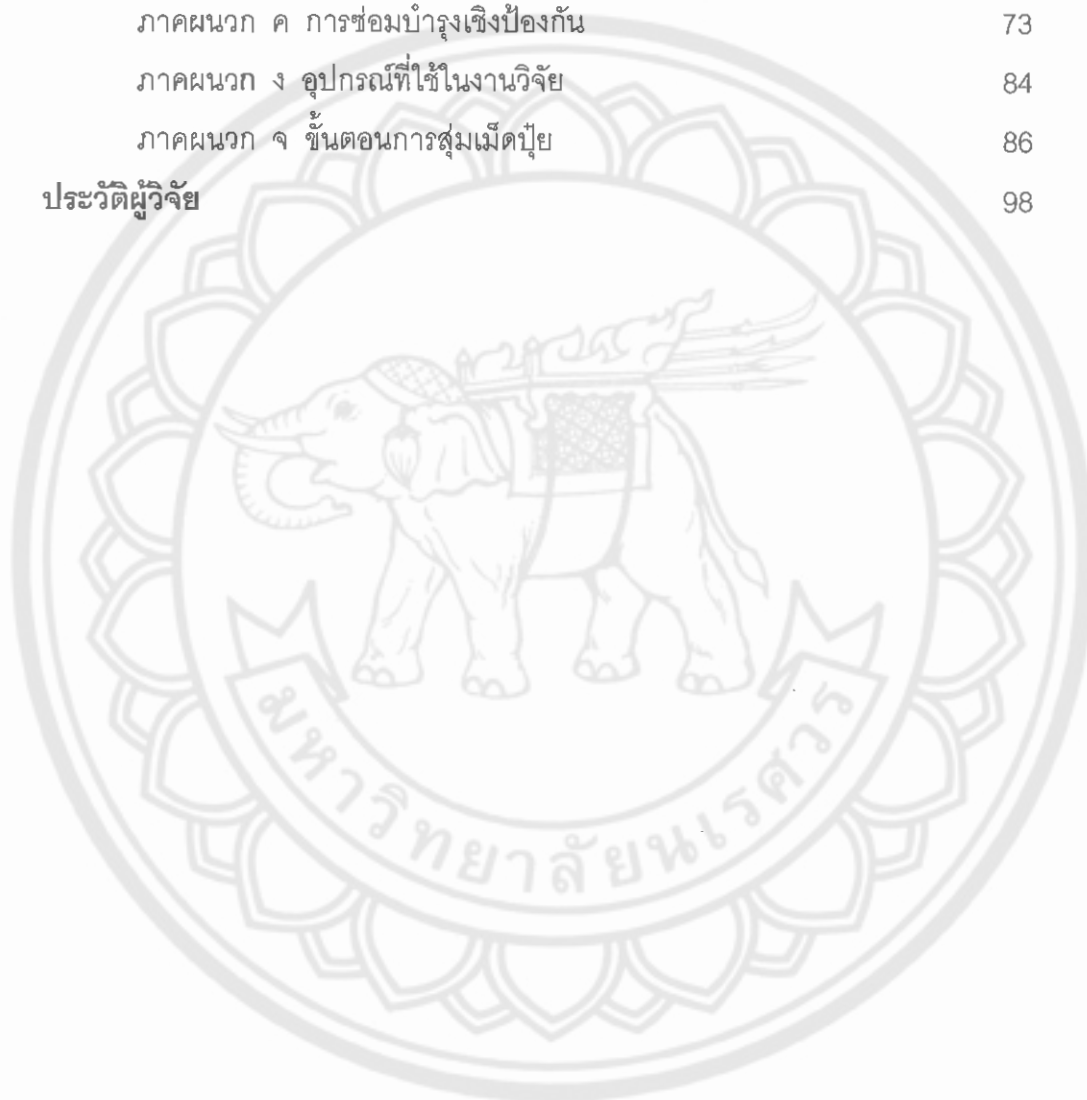 ภาคผนวก ค การซ่อมบำรุงเชิงป้องกัน 73
ภาคผนวก ง อุปกรณ์ที่ใช้ในงานวิจัย 84
ภาคผนวก จ ขั้นตอนการสุ่มเม็ดปุ๋ย 86
ประวัติผู้วิจัย 98
มหาวิทยาลัยนเรศวร